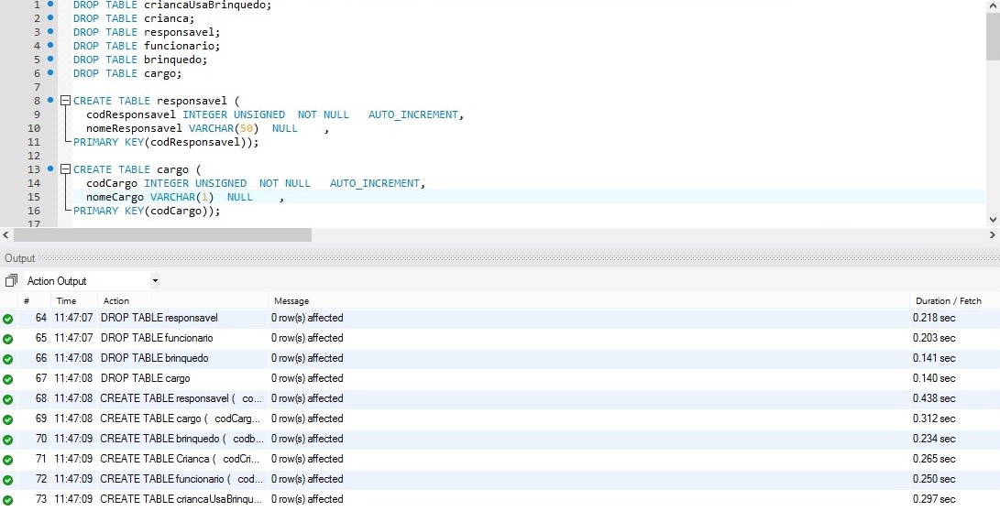 1 DROP TABLE criancaUsaBrinquedo;
2 DROP TABLE crianca;
3 DROP TABLE responsavel;
4 DROP TABLE funcionario;
5 DROP TABLE brinquedo;
6 DROP TABLE cargo;
7
8 CREATE TABLE responsavel (
9 codResponsavel INTEGER UNSIGNED NOT NULL AUTO_INCREMENT,
10 nomeResponsavel VARCHAR(50) NULL ,
11 PRIMARY KEY(codResponsavel));
12
13 CREATE TABLE cargo (
14 codCargo INTEGER UNSIGNED NOT NULL AUTO_INCREMENT,
15 nomeCargo VARCHAR(1) NULL ,
16 PRIMARY KEY(codCargo));
17
Output
Action Output
# Time Action Message Duration / Fetch
64 11:47:07 DROP TABLE responsavel 0 row(s) affected 0.218 sec
65 11:47:07 DROP TABLE funcionario 0 row(s) affected 0.203 sec
66 11:47:08 DROP TABLE brinquedo 0 row(s) affected 0.141 sec
67 11:47:08 DROP TABLE cargo 0 row(s) affected 0.140 sec
68 11:47:08 CREATE TABLE responsavel ( co... 0 row(s) affected 0.438 sec
69 11:47:08 CREATE TABLE cargo ( codCarg... 0 row(s) affected 0.312 sec
70 11:47:09 CREATE TABLE brinquedo ( codb... 0 row(s) affected 0.234 sec
71 11:47:09 CREATE TABLE Crianca ( codCri... 0 row(s) affected 0.265 sec
72 11:47:09 CREATE TABLE funcionario ( cod... 0 row(s) affected 0.250 sec
73 11:47:09 CREATE TABLE criancaUsaBrinqu... 0 row(s) affected 0.297 sec